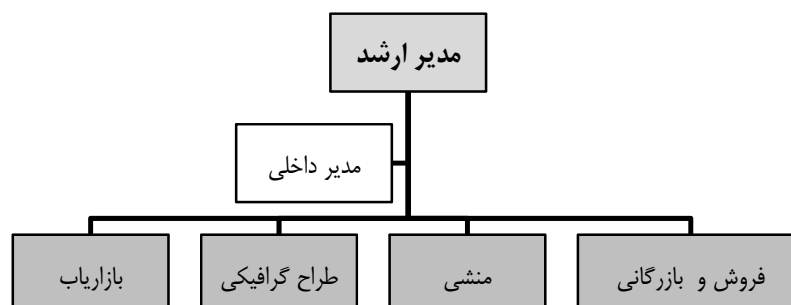 مدیر ارشد
مدیر داخلی
فروش و بازرگانی
منشی
طراح گرافیکی
بازاریاب